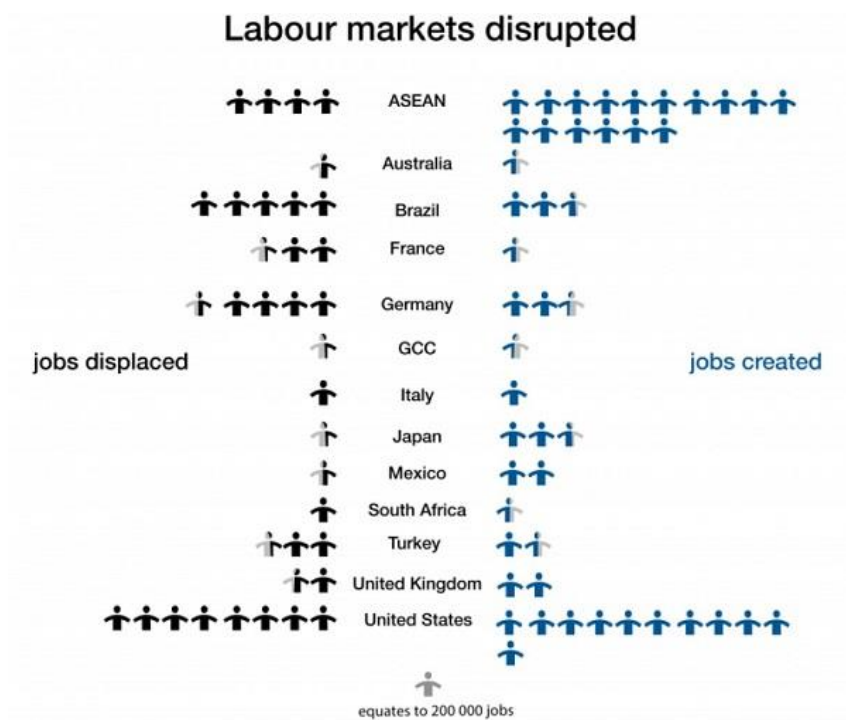 Labour markets disrupted
ASEAN
Australia
Brazil
France
Germany
GCC
jobs displaced
jobs created
Italy
Japan
Mexico
South Africa
Turkey
United Kingdom
United States
equates to 200 000 jobs